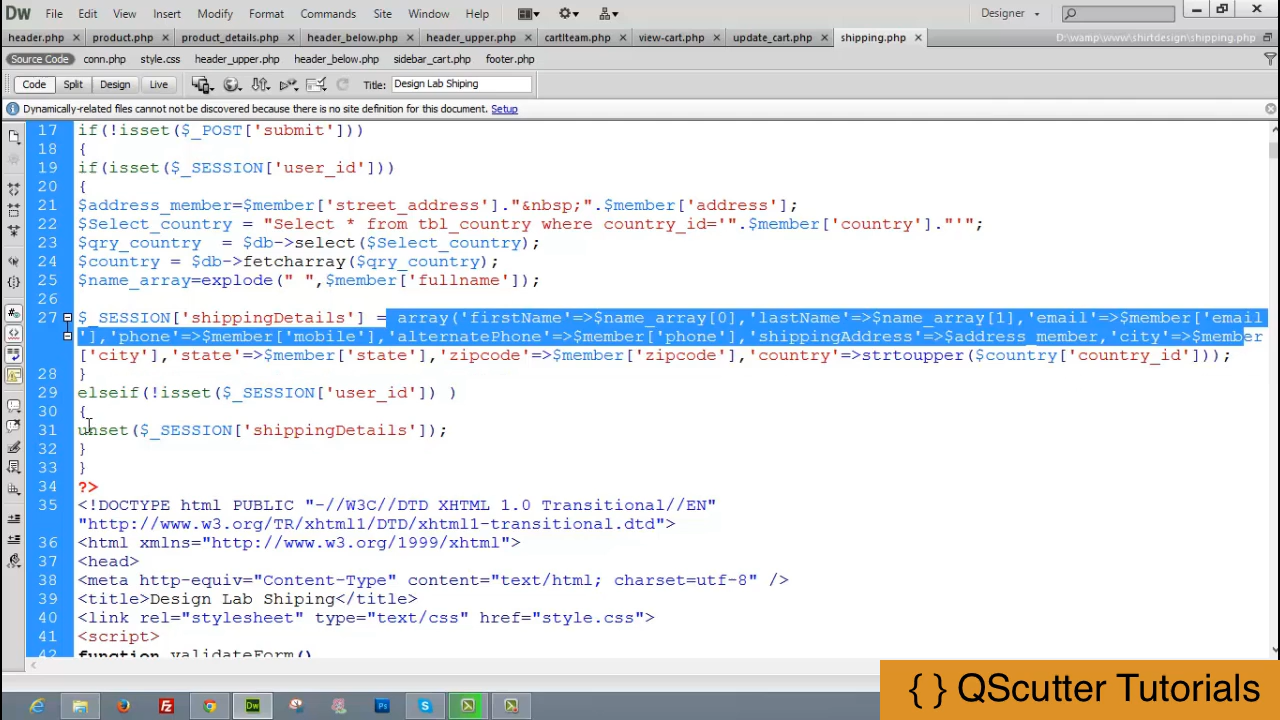 Dw File Edit View Insert Modify Format Commands Site Window Help Designer
header.php × product.php × product_details.php × header_below.php × header_upper.php × cartIteam.php × view-cart.php × update_cart.php × shipping.php × D:\wamp\www\shirtdesign\shipping.php
Source Code conn.php style.css header_upper.php header_below.php sidebar_cart.php footer.php
Code Split Design Live Title: Design Lab Shiping
Dynamically-related files cannot not be discovered because there is no site definition for this document. Setup
17 if(!isset($_POST['submit']))
18 {
19 if(isset($_SESSION['user_id']))
20 {
21 $address_member=$member['street_address']."&nbsp;".$member['address'];
22 $Select_country = "Select * from tbl_country where country_id='".$member['country']."'";
23 $qry_country  = $db->select($Select_country);
24 $country = $db->fetcharray($qry_country);
25 $name_array=explode(" ",$member['fullname']);
26
27 $_SESSION['shippingDetails'] = array('firstName'=>$name_array[0],'lastName'=>$name_array[1],'email'=>$member['email
'],'phone'=>$member['mobile'],'alternatePhone'=>$member['phone'],'shippingAddress'=>$address_member,'city'=>$member
['city'],'state'=>$member['state'],'zipcode'=>$member['zipcode'],'country'=>strtoupper($country['country_id']));
28 }
29 elseif(!isset($_SESSION['user_id']) )
30 {
31 unset($_SESSION['shippingDetails']);
32 }
33 }
34 ?>
35 <!DOCTYPE html PUBLIC "-//W3C//DTD XHTML 1.0 Transitional//EN"
"http://www.w3.org/TR/xhtml1/DTD/xhtml1-transitional.dtd">
36 <html xmlns="http://www.w3.org/1999/xhtml">
37 <head>
38 <meta http-equiv="Content-Type" content="text/html; charset=utf-8" />
39 <title>Design Lab Shiping</title>
40 <link rel="stylesheet" type="text/css" href="style.css">
41 <script>
42 function validateForm()
{ } QScutter Tutorials